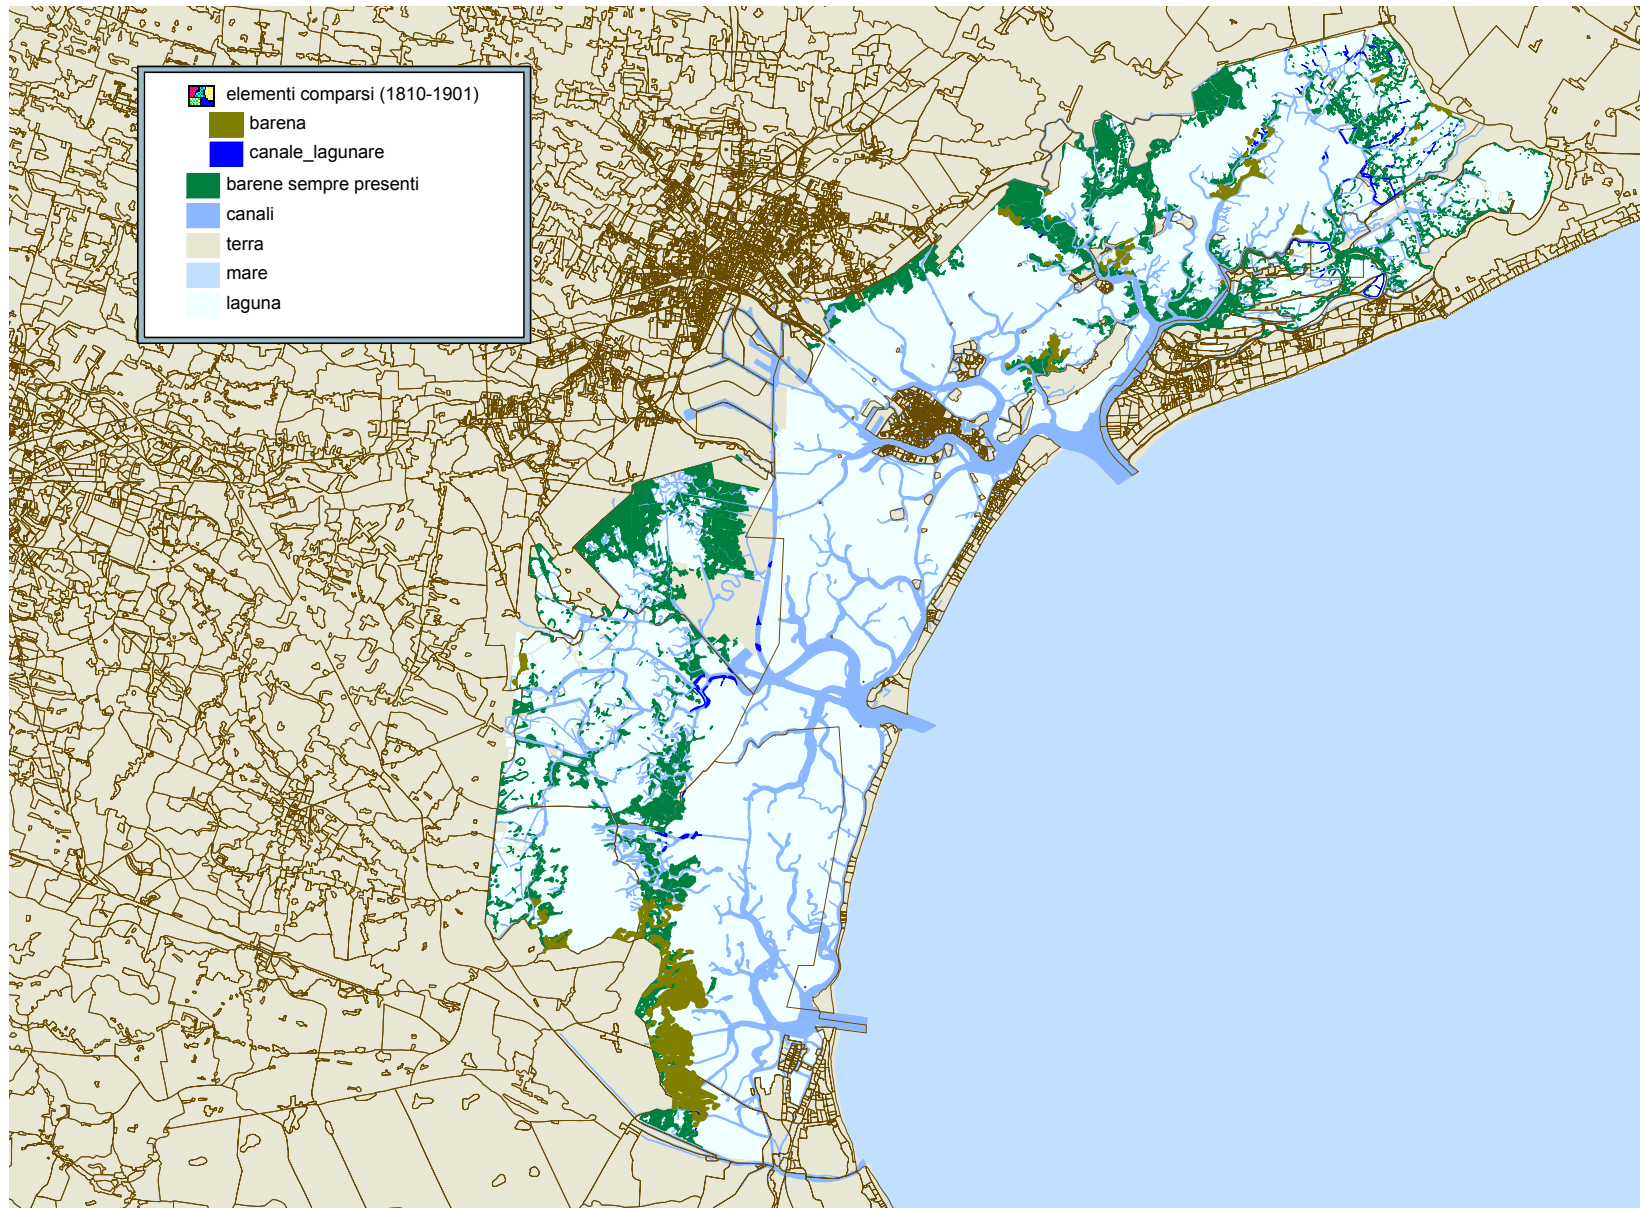 elementi comparsi (1810-1901)
barena
canale_lagunare
barene sempre presenti
canali
terra
mare
laguna